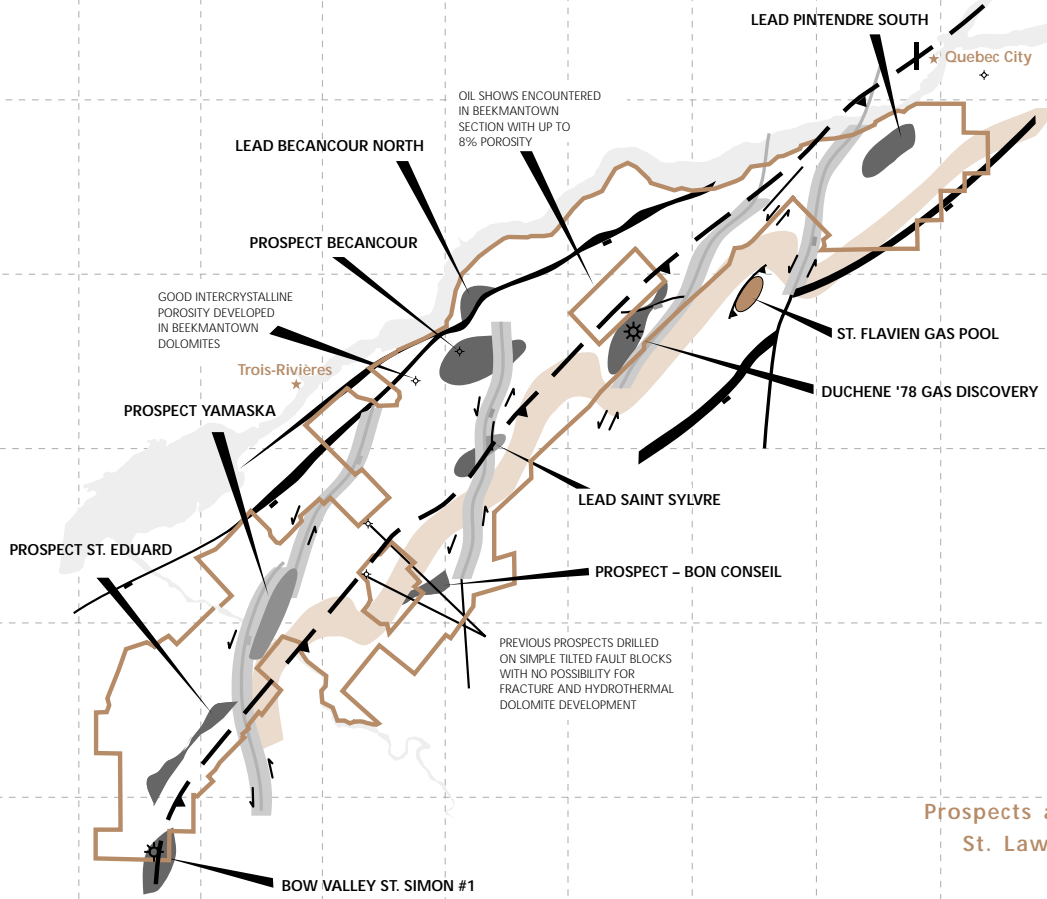 LEAD PINTENDRE SOUTH
Quebec City
OIL SHOWS ENCOUNTERED
IN BEEKMANTOWN
SECTION WITH UP TO
8% POROSITY
LEAD BECANCOUR NORTH
PROSPECT BECANCOUR
GOOD INTERCRYSTALLINE
POROSITY DEVELOPED
IN BEEKMANTOWN
DOLOMITES
ST. FLAVIEN GAS POOL
Trois-Rivières
DUCHENE '78 GAS DISCOVERY
PROSPECT YAMASKA
LEAD SAINT SYLVRE
PROSPECT ST. EDUARD
PROSPECT – BON CONSEIL
PREVIOUS PROSPECTS DRILLED
ON SIMPLE TILTED FAULT BLOCKS
WITH NO POSSIBILITY FOR
FRACTURE AND HYDROTHERMAL
DOLOMITE DEVELOPMENT
Prospects a
St. Law
BOW VALLEY ST. SIMON #1